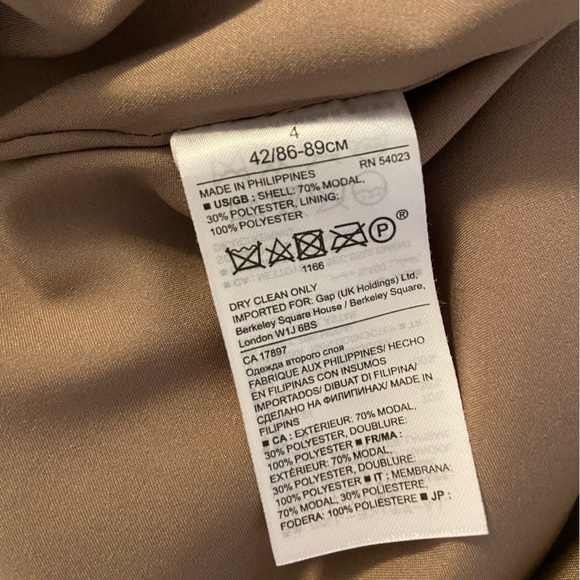 4
42/86-89CM
RN 54023
MADE IN PHILIPPINES
■ US/GB : SHELL: 70% MODAL,
30% POLYESTER, LINING:
100% POLYESTER
P ®
1166
DRY CLEAN ONLY
IMPORTED FOR: Gap (UK Holdings) Ltd,
Berkeley Square House / Berkeley Square,
London W1J 6BS
CA 17897
Одежда второго слоя
FABRIQUE AUX PHILIPPINES/ HECHO
EN FILIPINAS CON INSUMOS
IMPORTADOS/ DIBUAT DI FILIPINA/
СДЕЛАНО НА ФИЛИПИНАХ/ MADE IN
FILIPINS
■ CA : EXTÉRIEUR: 70% MODAL,
30% POLYESTER, DOUBLURE:
100% POLYESTER ■ FR/MA :
EXTÉRIEUR: 70% MODAL,
30% POLYESTER, DOUBLURE:
100% POLYESTER ■ IT : MEMBRANA:
70% MODAL, 30% POLIESTERE,
FODERA: 100% POLIESTERE ■ JP :